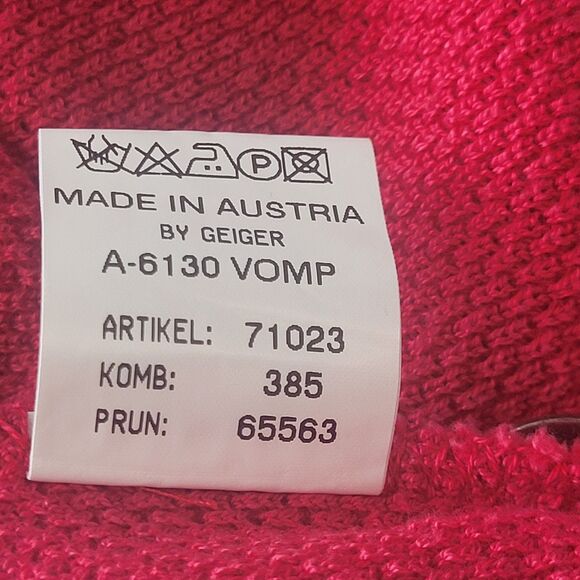 P
MADE IN AUSTRIA
BY GEIGER
A-6130 VOMP
ARTIKEL: 71023
KOMB: 385
PRUN: 65563